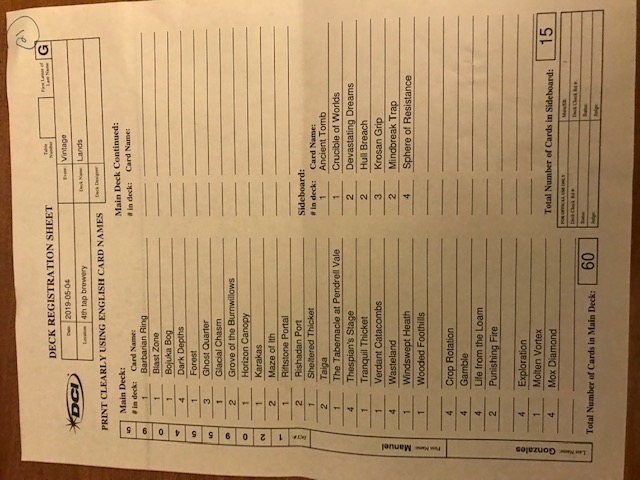 21
DECK REGISTRATION SHEET
Table Number
First Letter of Last Name G
DCI
Date: 2019-05-04
Event: Vintage
Location: 4th tap brewery
Deck Name: Lands
Deck Designer:
PRINT CLEARLY USING ENGLISH CARD NAMES
Main Deck:
# in deck: Card Name:
1 Barbarian Ring
1 Blast Zone
1 Bojuka Bog
4 Dark Depths
1 Forest
3 Ghost Quarter
1 Glacial Chasm
2 Grove of the Burnwillows
1 Horizon Canopy
1 Karakas
2 Maze of Ith
1 Riftstone Portal
2 Rishadan Port
1 Sheltered Thicket
2 Taiga
1 The Tabernacle at Pendrell Vale
4 Thespian's Stage
1 Tranquil Thicket
1 Verdant Catacombs
4 Wasteland
1 Windswept Heath
1 Wooded Foothills
4 Crop Rotation
4 Gamble
4 Life from the Loam
2 Punishing Fire
4 Exploration
1 Molten Vortex
4 Mox Diamond
Total Number of Cards in Main Deck: 60
Main Deck Continued:
# in deck: Card Name:
Sideboard:
# in deck: Card Name:
1 Ancient Tomb
1 Crucible of Worlds
2 Devastating Dreams
2 Hull Breach
3 Krosan Grip
2 Mindbreak Trap
4 Sphere of Resistance
Total Number of Cards in Sideboard: 15
FOR OFFICIAL USE ONLY
Deck Check Rd #:
Status:
Judge:
Main/SB:
Deck Check Rd #:
Status:
Judge:
DCI #: 1 2 0 9 5 5 4 0 9 5
First Name: Manuel
Last Name: Gonzales